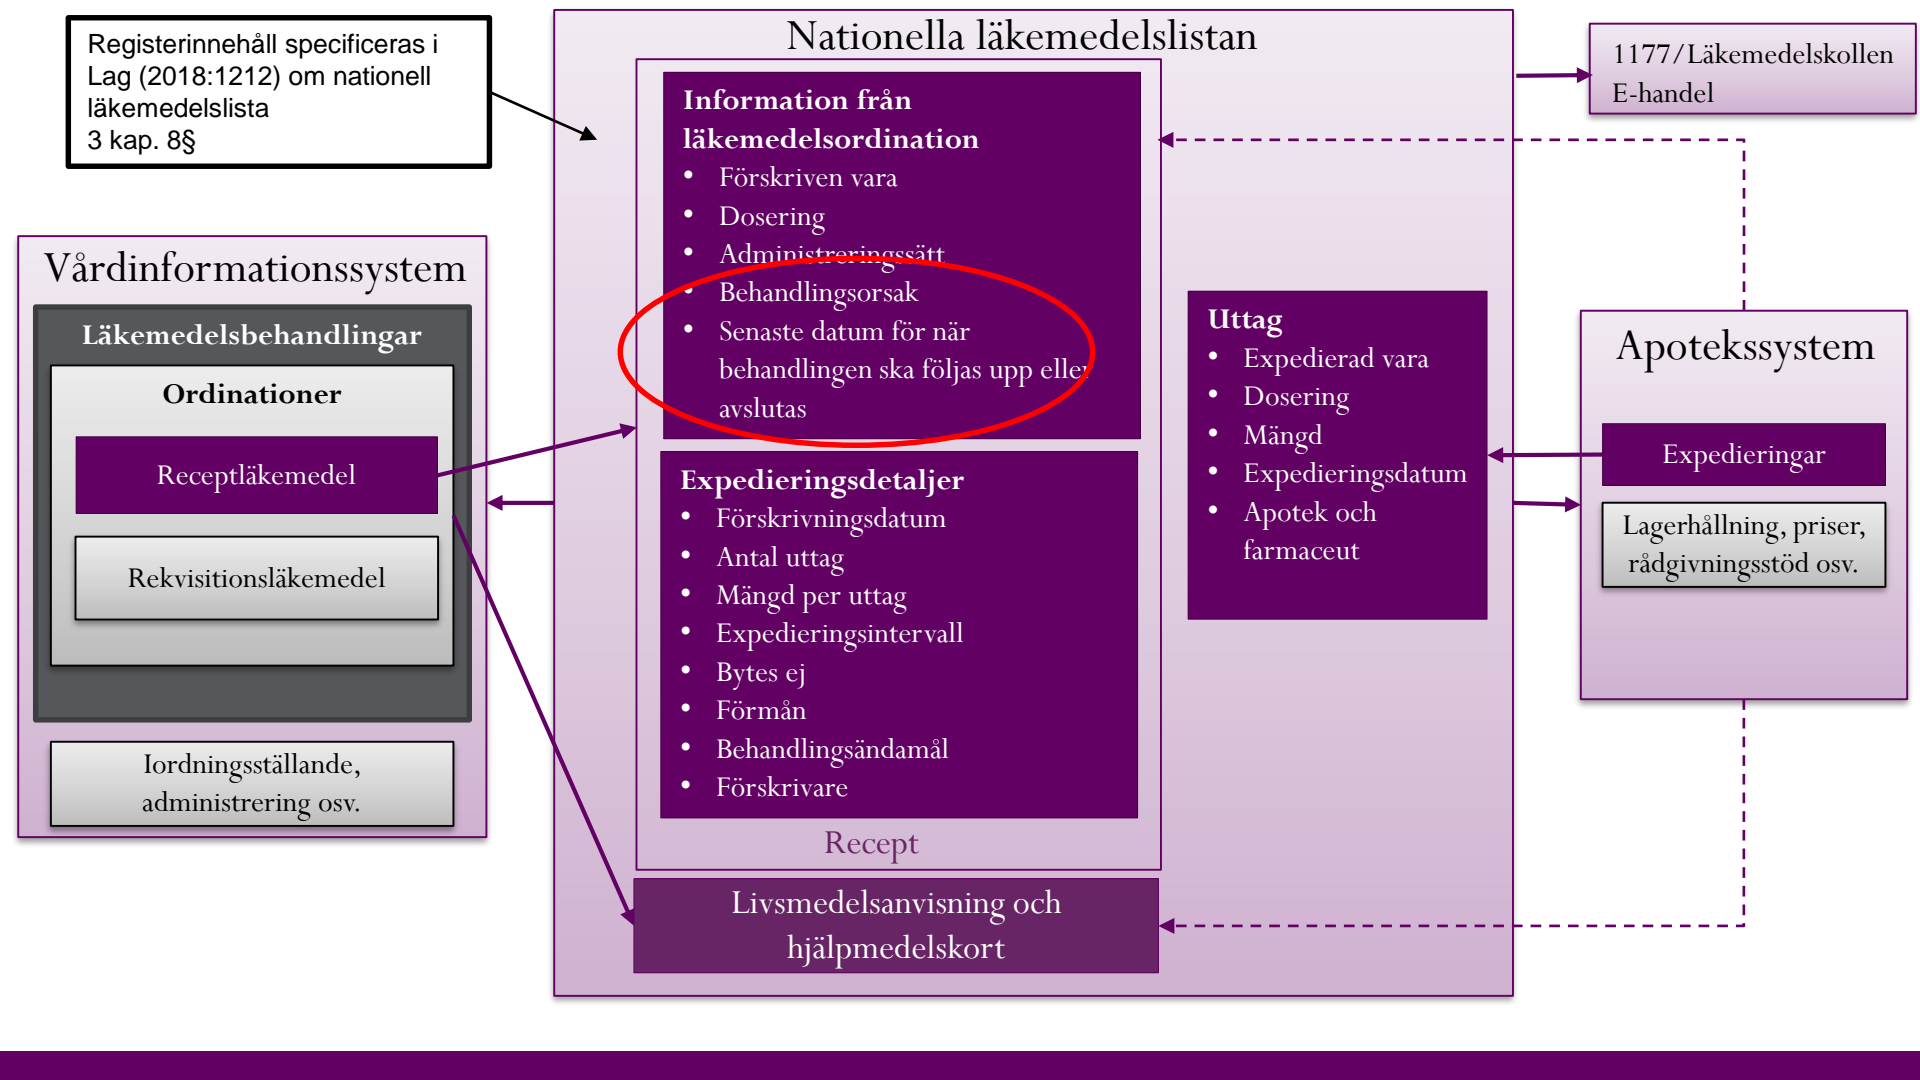 Registerinnehåll specificeras i
Lag (2018:1212) om nationell
läkemedelslista
3 kap. 8§
Nationella läkemedelslistan
1177/Läkemedelskollen
E-handel
Information från
läkemedelsordination
• Förskriven vara
• Dosering
• Administreringssätt
• Behandlingsorsak
• Senaste datum för när
behandlingen ska följas upp eller
avslutas
Vårdinformationssystem
Läkemedelsbehandlingar
Ordinationer
Receptläkemedel
Rekvisitionsläkemedel
Iordningsställande,
administrering osv.
Expedieringsdetaljer
• Förskrivningsdatum
• Antal uttag
• Mängd per uttag
• Expedieringsintervall
• Bytes ej
• Förmån
• Behandlingsändamål
• Förskrivare
Recept
Livsmedelsanvisning och
hjälpmedelskort
Uttag
• Expedierad vara
• Dosering
• Mängd
• Expedieringsdatum
• Apotek och
farmaceut
Apotekssystem
Expedieringar
Lagerhållning, priser,
rådgivningsstöd osv.